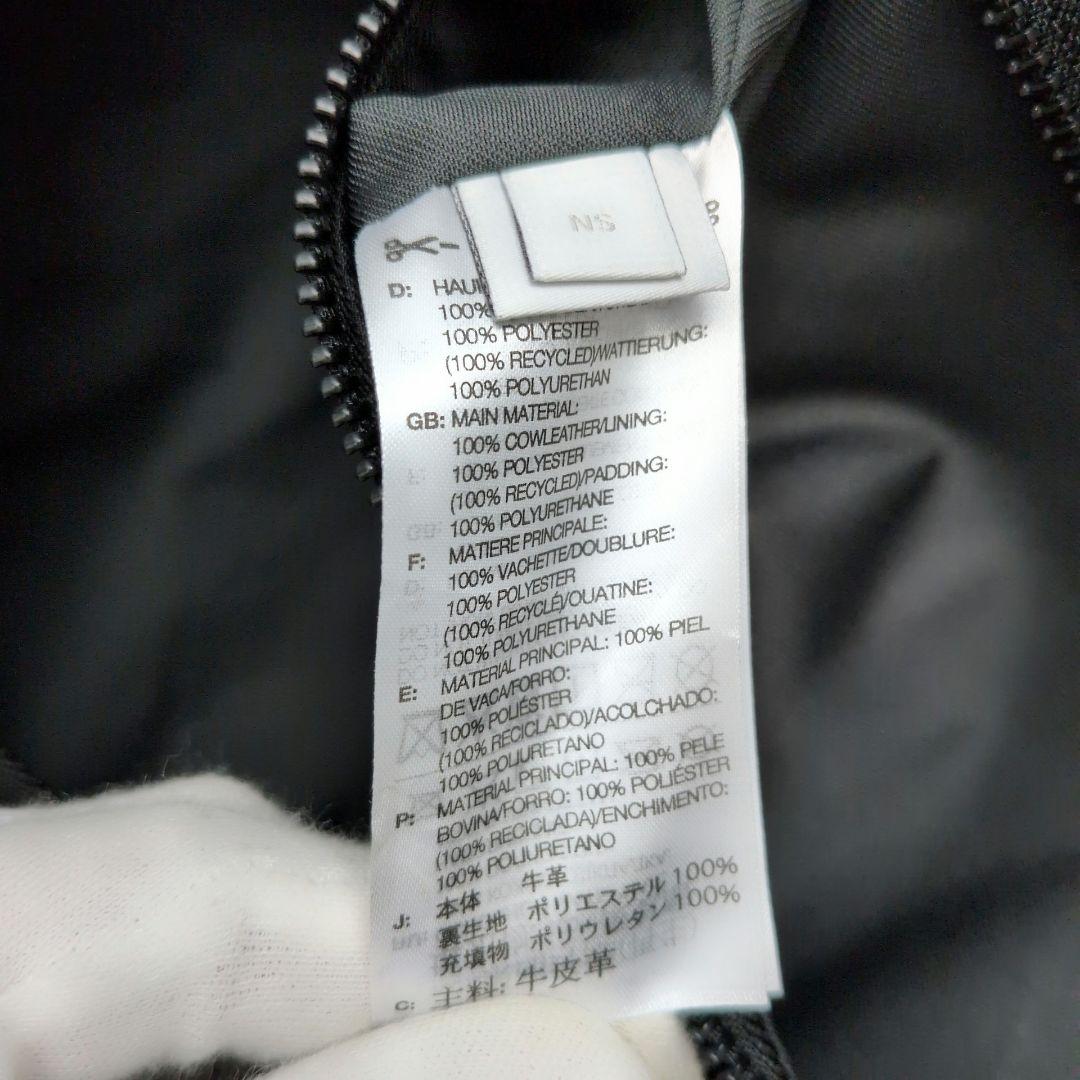 NS
D:
100%
100% POLYESTER
(100% RECYCLED)/WATTIERUNG:
100% POLYURETHAN
GB: MAIN MATERIAL:
100% COWLEATHER/LINING:
100% POLYESTER
(100% RECYCLED)/PADDING:
100% POLYURETHANE
F: MATIERE PRINCIPALE:
100% VACHETTE/DOUBLURE:
100% POLYESTER
(100% RECYCLÉ)/OUATINE:
100% POLYURETHANE
E: MATERIAL PRINCIPAL: 100% PIEL
DE VACA/FORRO:
100% POLIÉSTER
(100% RECICLADO)/ACOLCHADO:
100% POLIURETANO
P: MATERIAL PRINCIPAL: 100% PELE
BOVINA/FORRO: 100% POLIÉSTER
(100% RECICLADA)/ENCHIMENTO:
100% POLIURETANO
J: 本体 牛革
裏生地 ポリエステル 100%
充填物 ポリウレタン 100%
C: 主料: 牛皮革